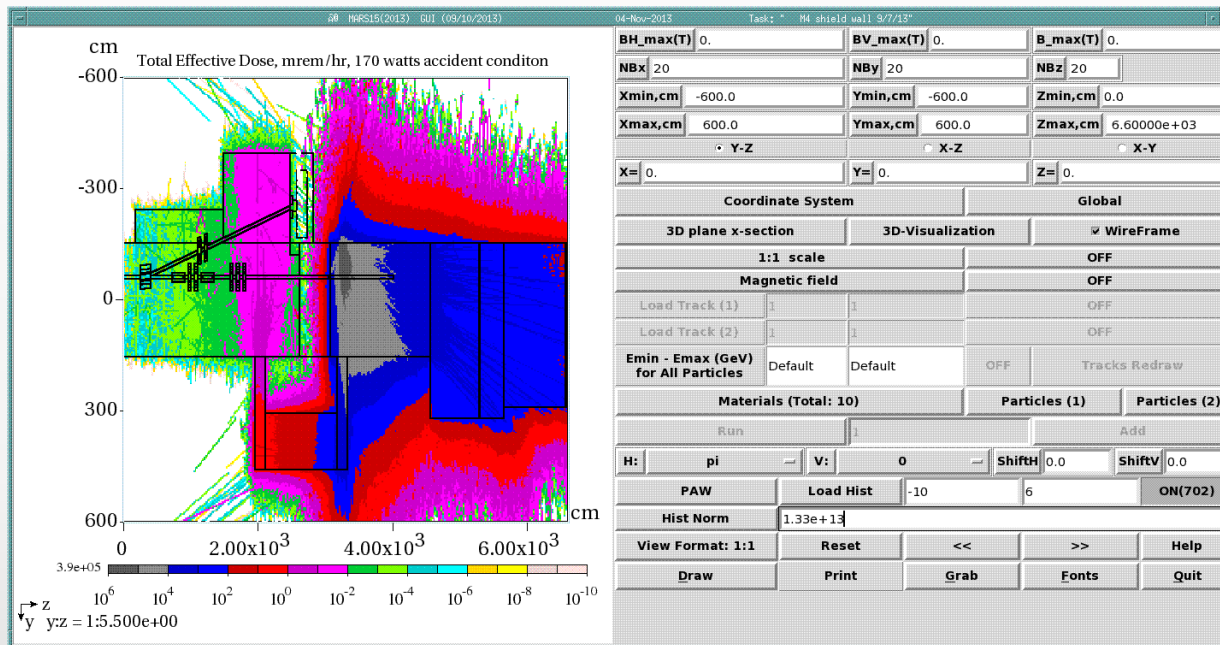 MARS15(2013) GUI (09/10/2013) 04-Nov-2013 Task: " M4 shield wall 9/7/13"
cm
Total Effective Dose, mrem/hr, 170 watts accident conditon
-600
-300
0
300
600
cm
0 2.00x10³ 4.00x10³ 6.00x10³
3.9e+05
10⁶ 10⁴ 10² 10⁰ 10⁻² 10⁻⁴ 10⁻⁶ 10⁻⁸ 10⁻¹⁰
z
y y:z = 1:5.500e+00
BH_max(T) 0. BV_max(T) 0. B_max(T) 0.
NBx 20 NBy 20 NBz 20
Xmin,cm -600.0 Ymin,cm -600.0 Zmin,cm 0.0
Xmax,cm 600.0 Ymax,cm 600.0 Zmax,cm 6.60000e+03
Y-Z X-Z X-Y
X= 0. Y= 0. Z= 0.
Coordinate System Global
3D plane x-section 3D-Visualization WireFrame
1:1 scale OFF
Magnetic field OFF
Load Track (1) 1 1 OFF
Load Track (2) 1 1 OFF
Emin - Emax (GeV)
for All Particles Default Default OFF Tracks Redraw
Materials (Total: 10) Particles (1) Particles (2)
Run 1 Add
H: pi V: 0 ShiftH 0.0 ShiftV 0.0
PAW Load Hist -10 6 ON(702)
Hist Norm 1.33e+13
View Format: 1:1 Reset << >> Help
Draw Print Grab Fonts Quit